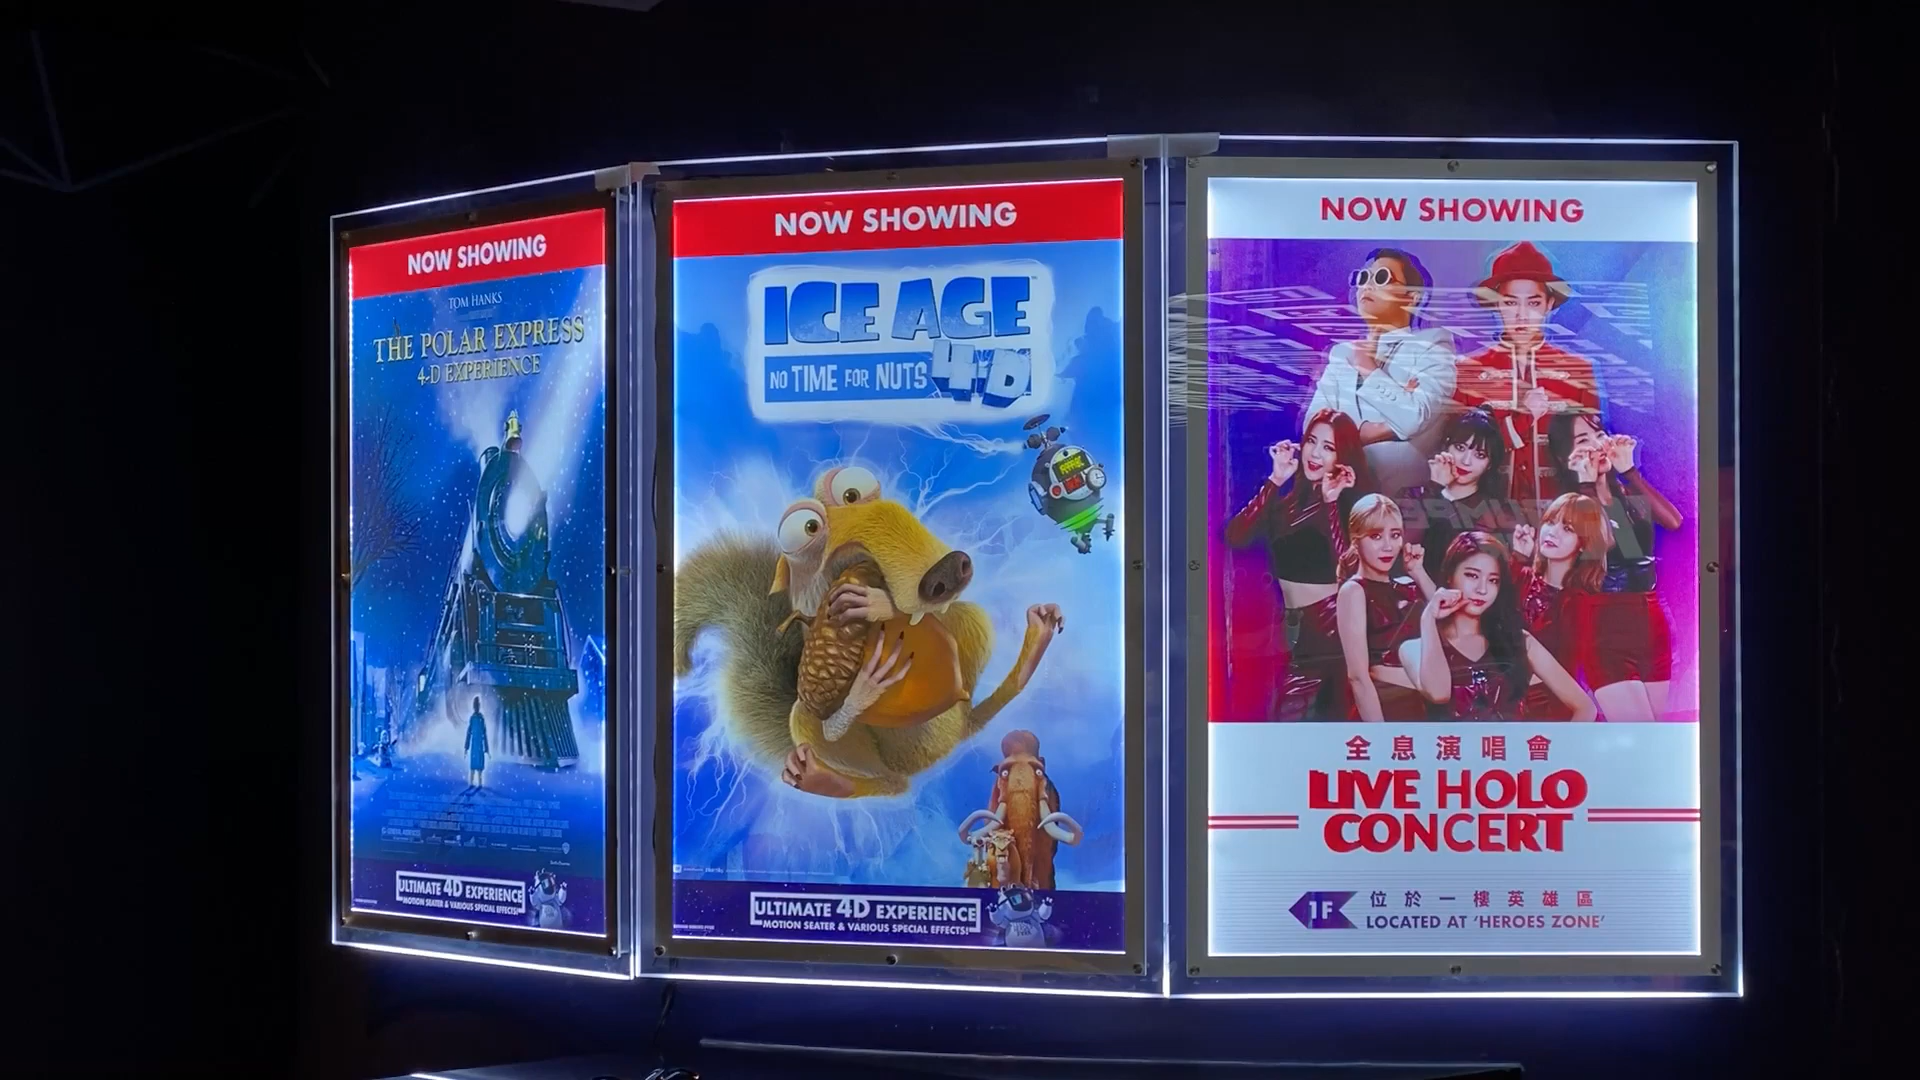 NOW SHOWING
TOM HANKS
THE POLAR EXPRESS
4-D EXPERIENCE
ULTIMATE 4D EXPERIENCE
MOTION SEATER & VARIOUS SPECIAL EFFECTS!
NOW SHOWING
ICE AGE
NO TIME FOR NUTS 4-D
ULTIMATE 4D EXPERIENCE
MOTION SEATER & VARIOUS SPECIAL EFFECTS!
NOW SHOWING
全息演唱會
LIVE HOLO
CONCERT
1F
位於一樓英雄區
LOCATED AT 'HEROES ZONE'